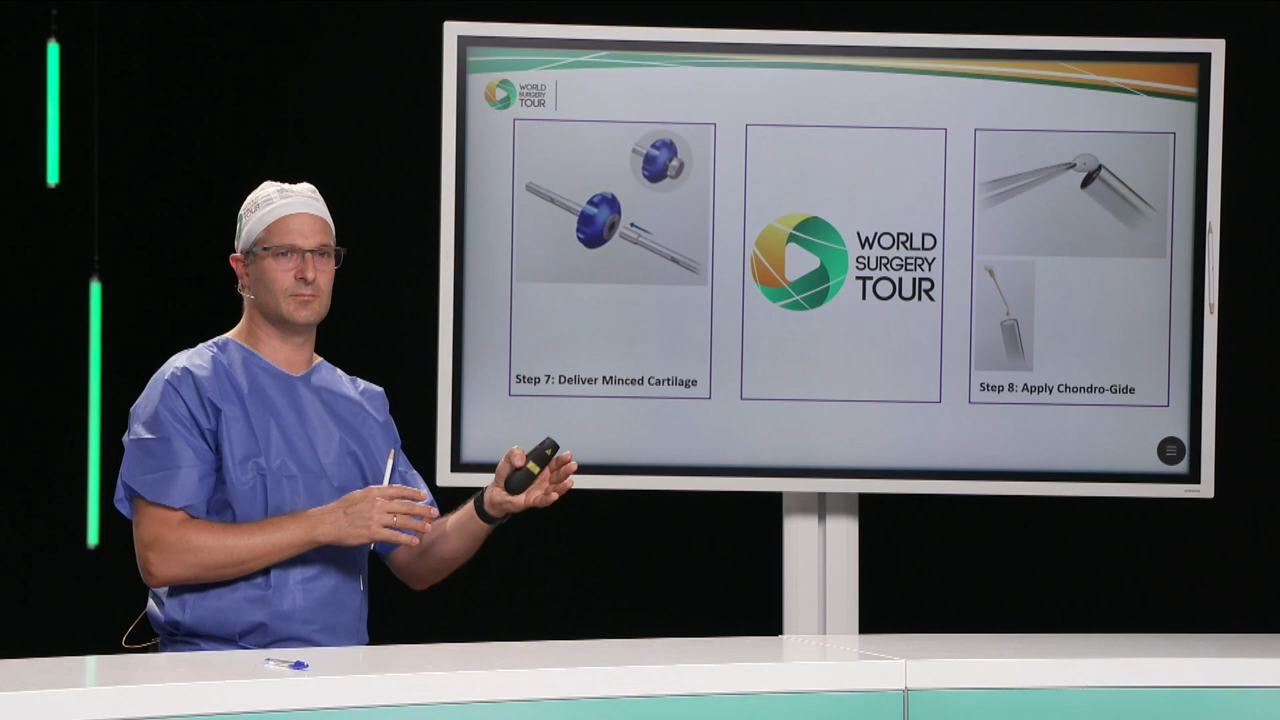 WORLD
SURGERY
TOUR
Step 7: Deliver Minced Cartilage
WORLD
SURGERY
TOUR
Step 8: Apply Chondro-Gide